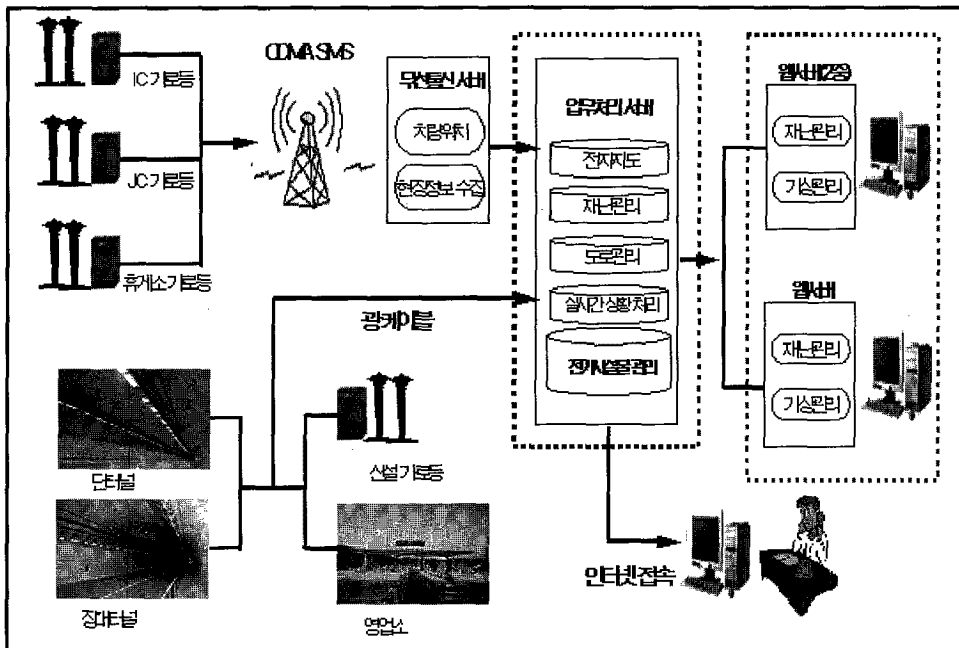 CDMA SMS
IC 가로등
JC 가로등
휴게소 가로등
무선통신 서버
차량위치
현장정보 수집
업무처리 서버
전자지도
재난관리
도로관리
실시간 상황 처리
전기시설물 관리
웹서버(2중)
재난관리
기상관리
웹서버
재난관리
기상관리
광케이블
단터널
장대터널
신설 가로등
영업소
인터넷 접속